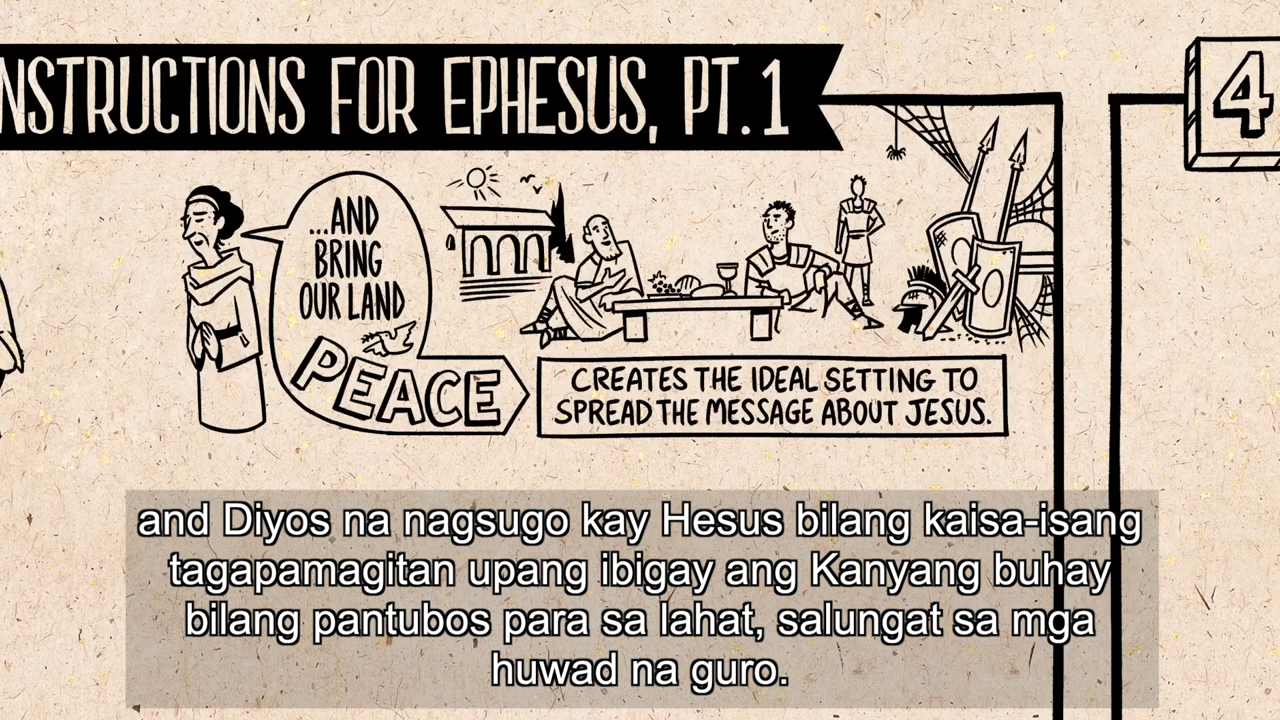 NSTRUCTIONS FOR EPHESUS, PT. 1
4
...AND
BRING
OUR LAND
PEACE
CREATES THE IDEAL SETTING TO
SPREAD THE MESSAGE ABOUT JESUS.
and Diyos na nagsugo kay Hesus bilang kaisa-isang
tagapamagitan upang ibigay ang Kanyang buhay
bilang pantubos para sa lahat, salungat sa mga
huwad na guro.